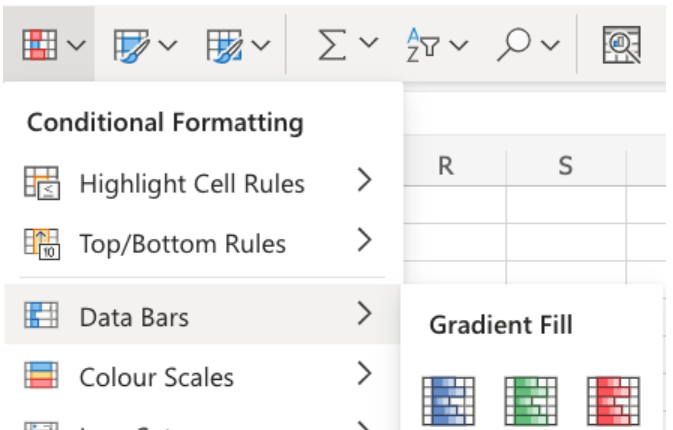 Conditional Formatting
R S
Highlight Cell Rules
Top/Bottom Rules
Data Bars
Gradient Fill
Colour Scales